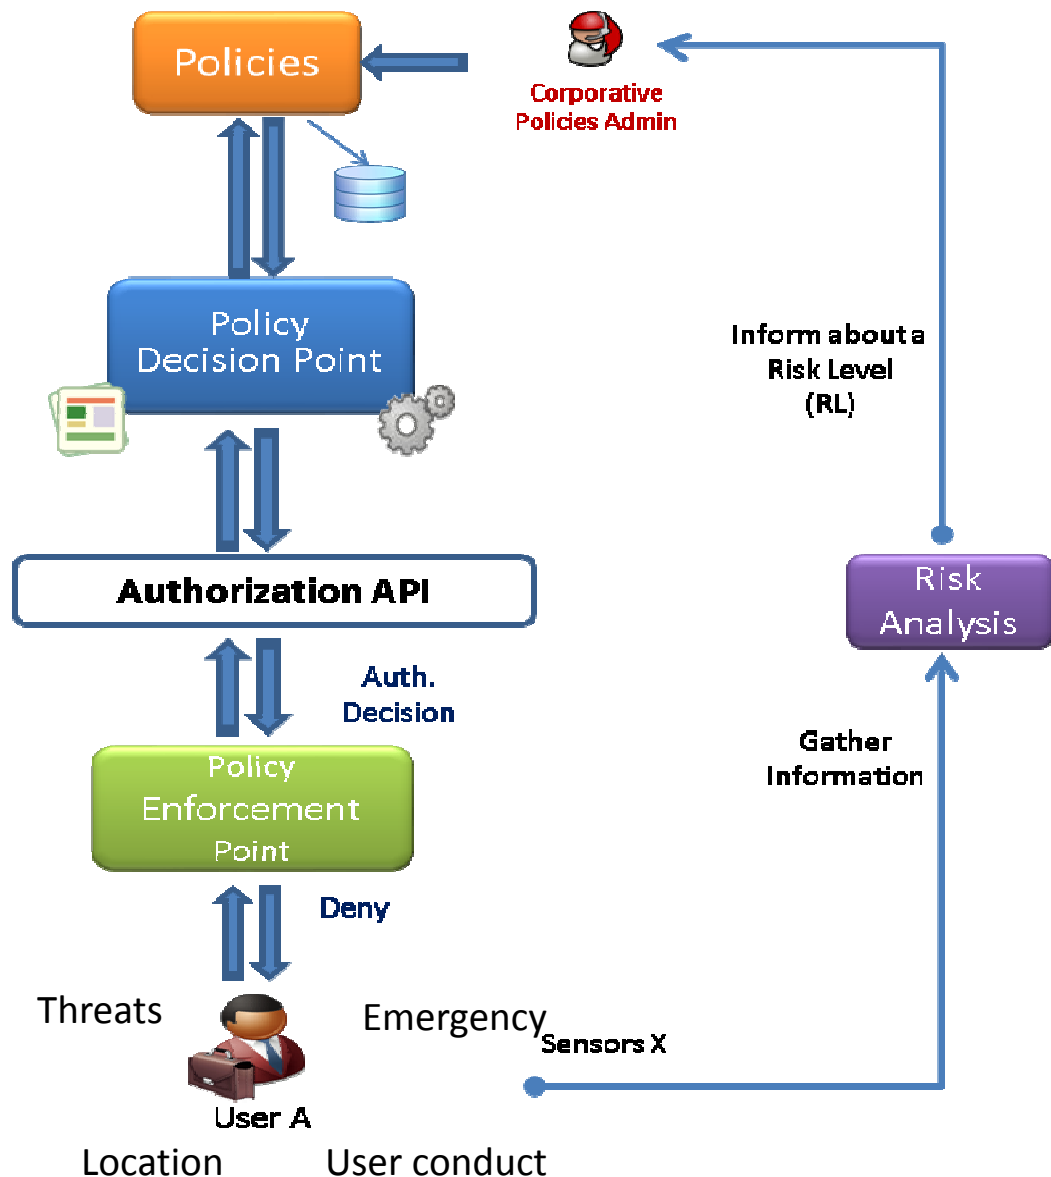 Policies
Corporative
Policies Admin
Policy
Decision Point
Inform about a
Risk Level
(RL)
Authorization API
Risk
Analysis
Auth.
Decision
Gather
Information
Policy
Enforcement
Point
Deny
Threats
Emergency
Sensors X
User A
Location
User conduct